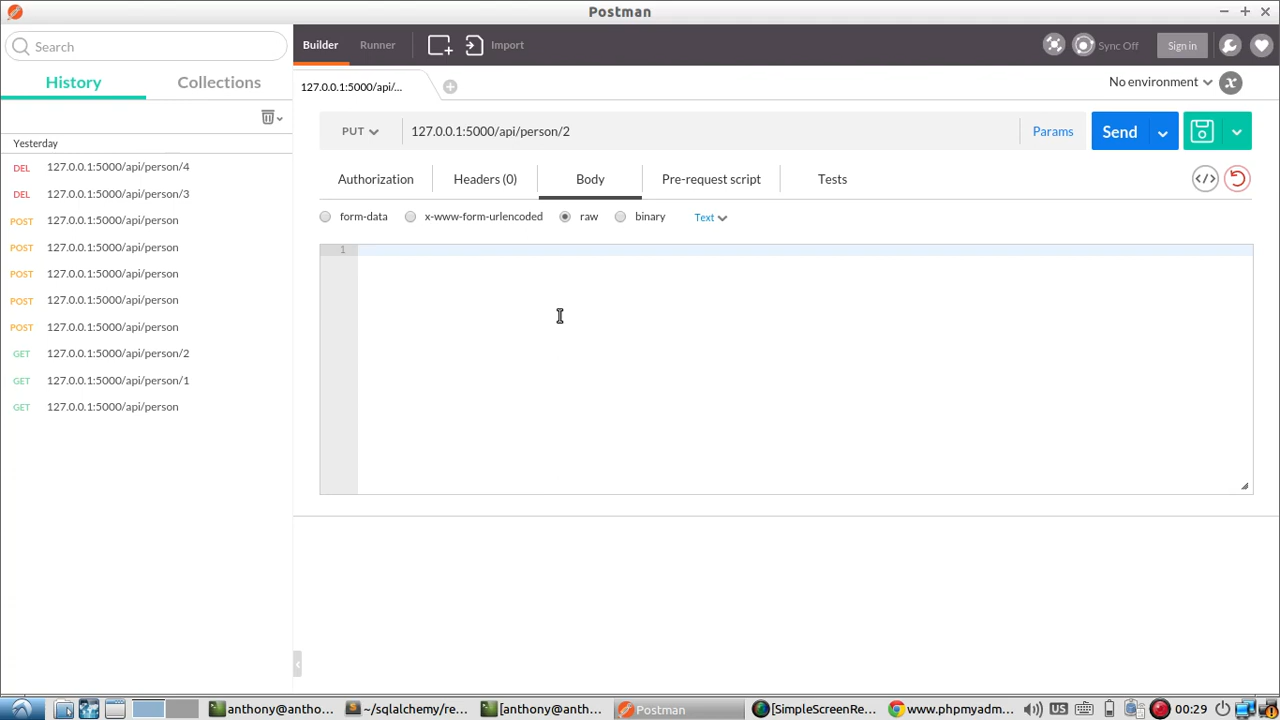 Postman
Search
Builder
Runner
Import
Sync Off
Sign in
History
Collections
127.0.0.1:5000/api/...
No environment
x
Yesterday
DEL 127.0.0.1:5000/api/person/4
DEL 127.0.0.1:5000/api/person/3
POST 127.0.0.1:5000/api/person
POST 127.0.0.1:5000/api/person
POST 127.0.0.1:5000/api/person
POST 127.0.0.1:5000/api/person
POST 127.0.0.1:5000/api/person
GET 127.0.0.1:5000/api/person/2
GET 127.0.0.1:5000/api/person/1
GET 127.0.0.1:5000/api/person
PUT 127.0.0.1:5000/api/person/2 Params Send
Authorization Headers (0) Body Pre-request script Tests
form-data x-www-form-urlencoded raw binary Text
1
anthony@antho... ~/sqlalchemy/re... [anthony@anth... Postman [SimpleScreenRe... www.phpmyadm... US 00:29